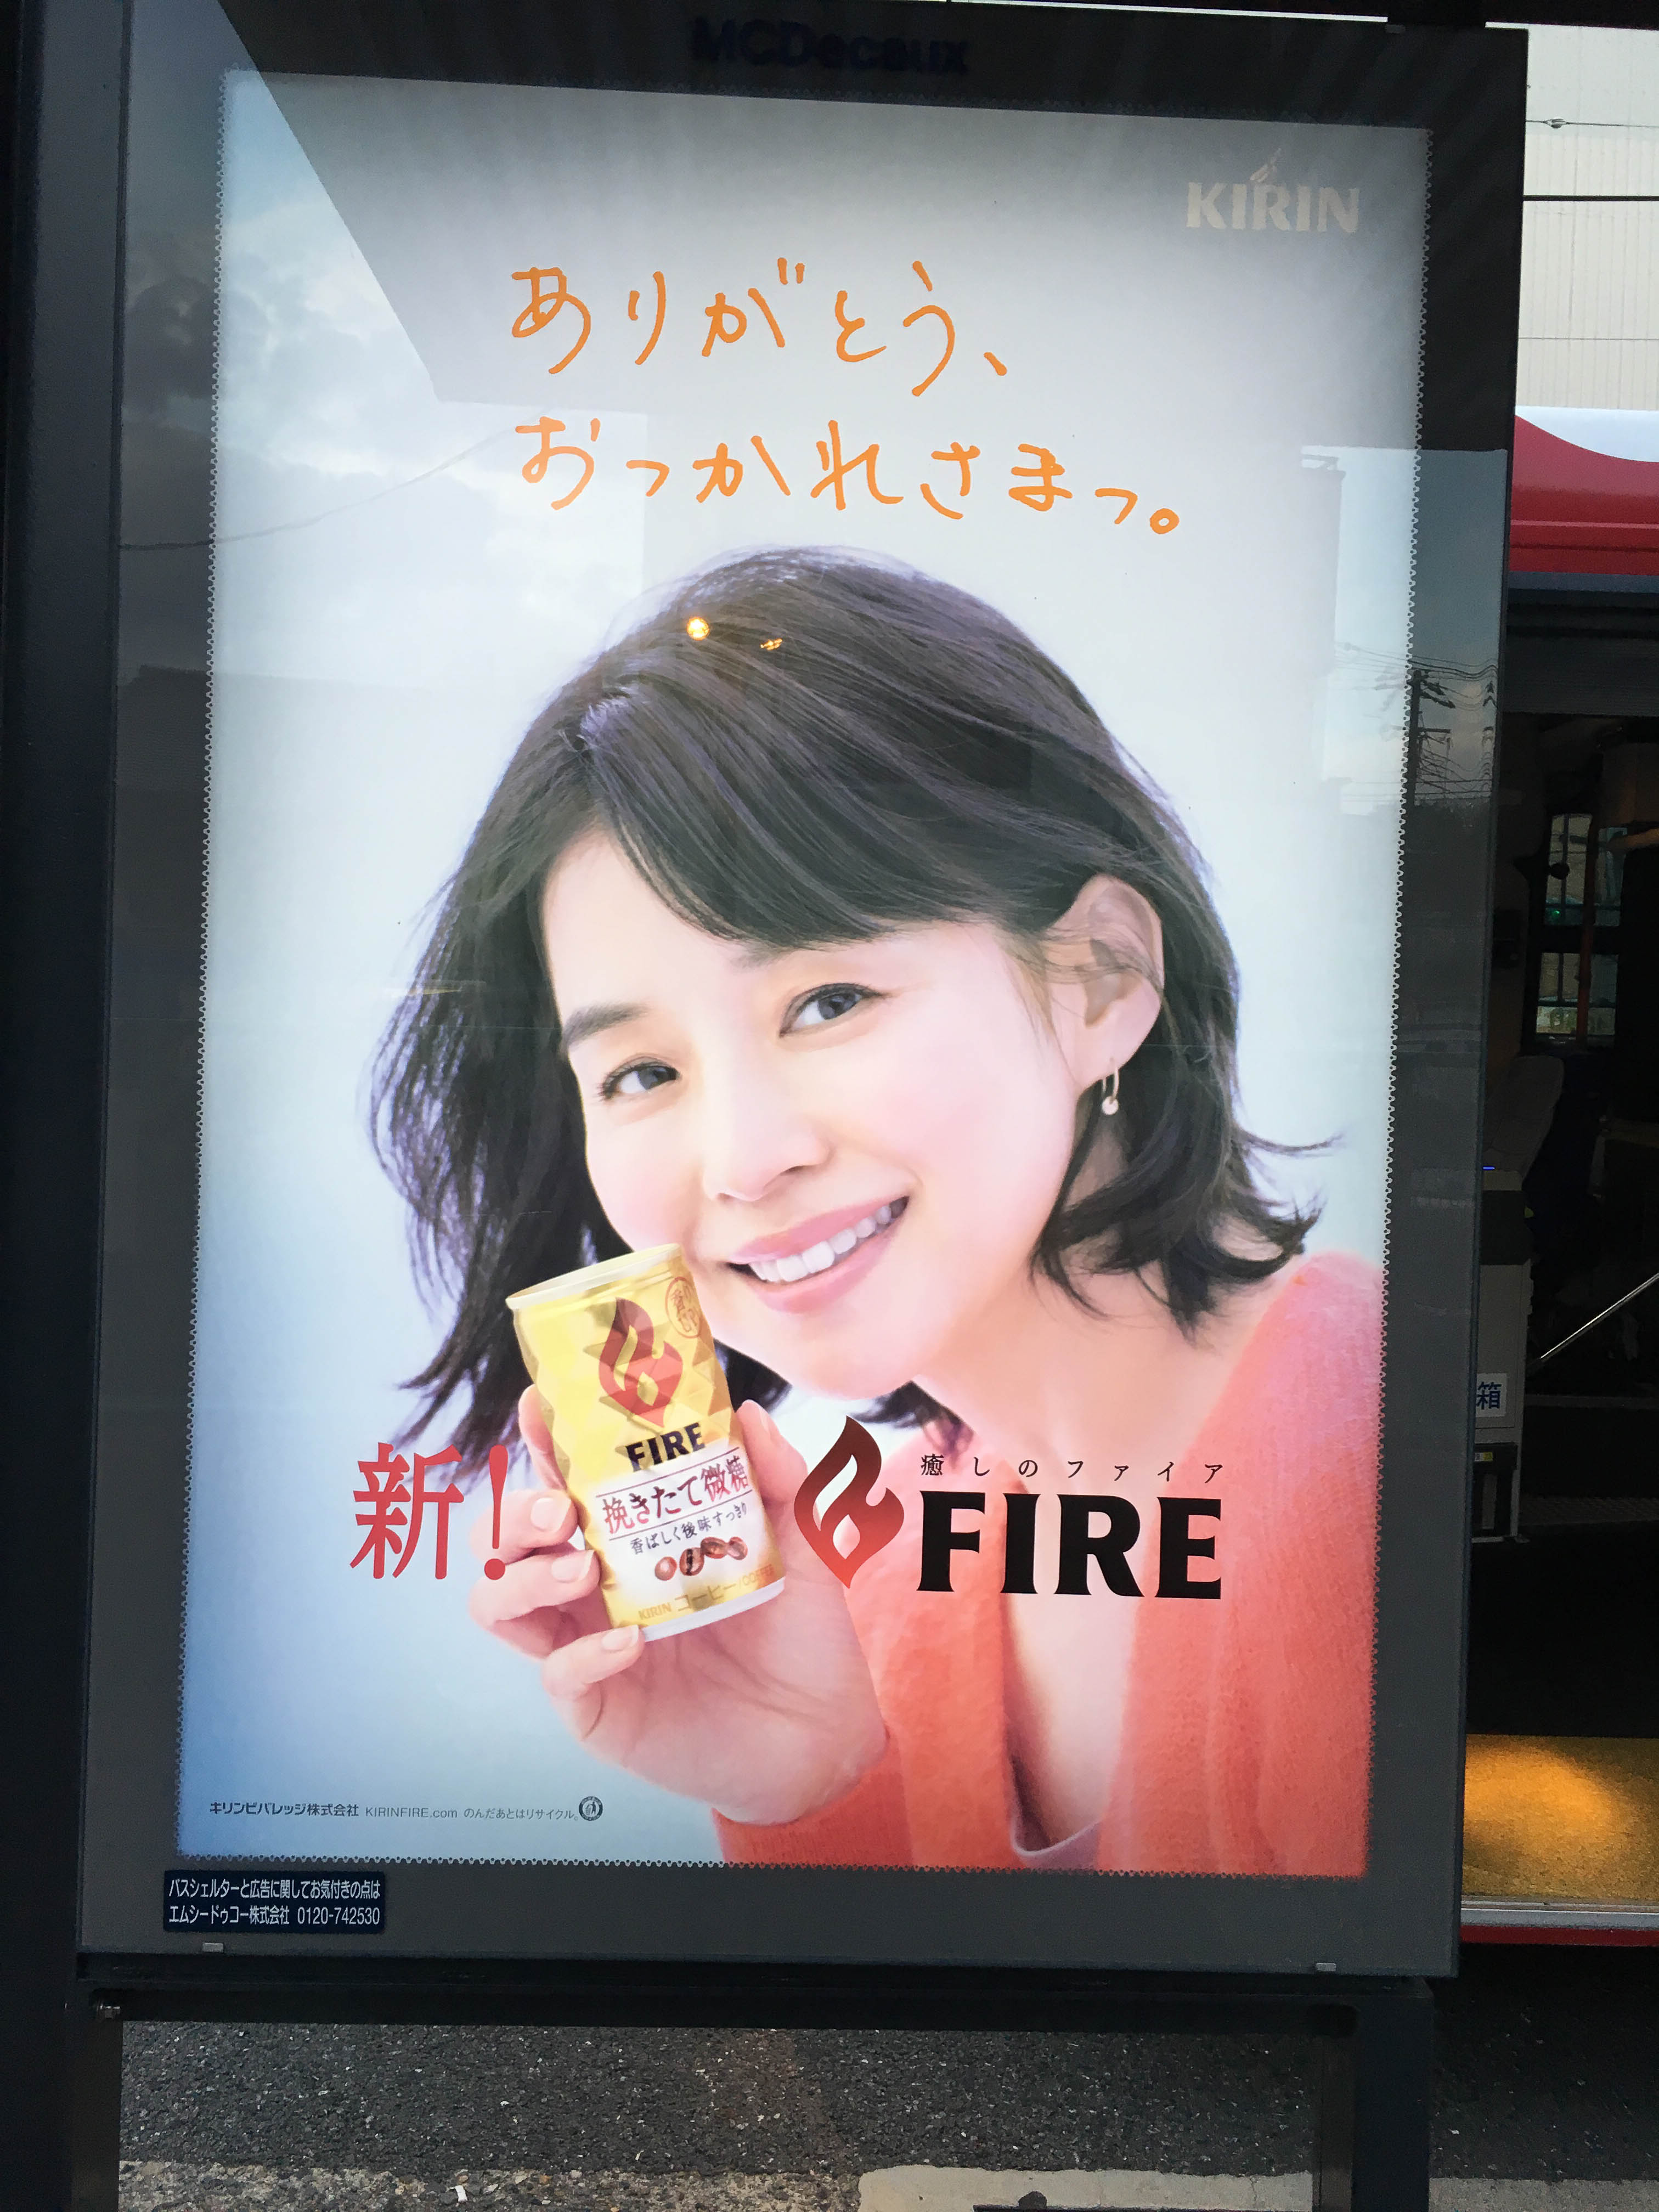 MCDecaux
KIRIN
ありがとう、
おつかれさまっ。
FIRE
挽きたて微糖
香ばしく後味すっきり
KIRIN コーヒー・COFFEE
新!
癒しのファイア
FIRE
キリンビバレッジ株式会社 KIRINFIRE.com のんだあとはリサイクル。
バスシェルターと広告に関してお気付きの点は
エムシードゥコー株式会社 0120-742530
箱